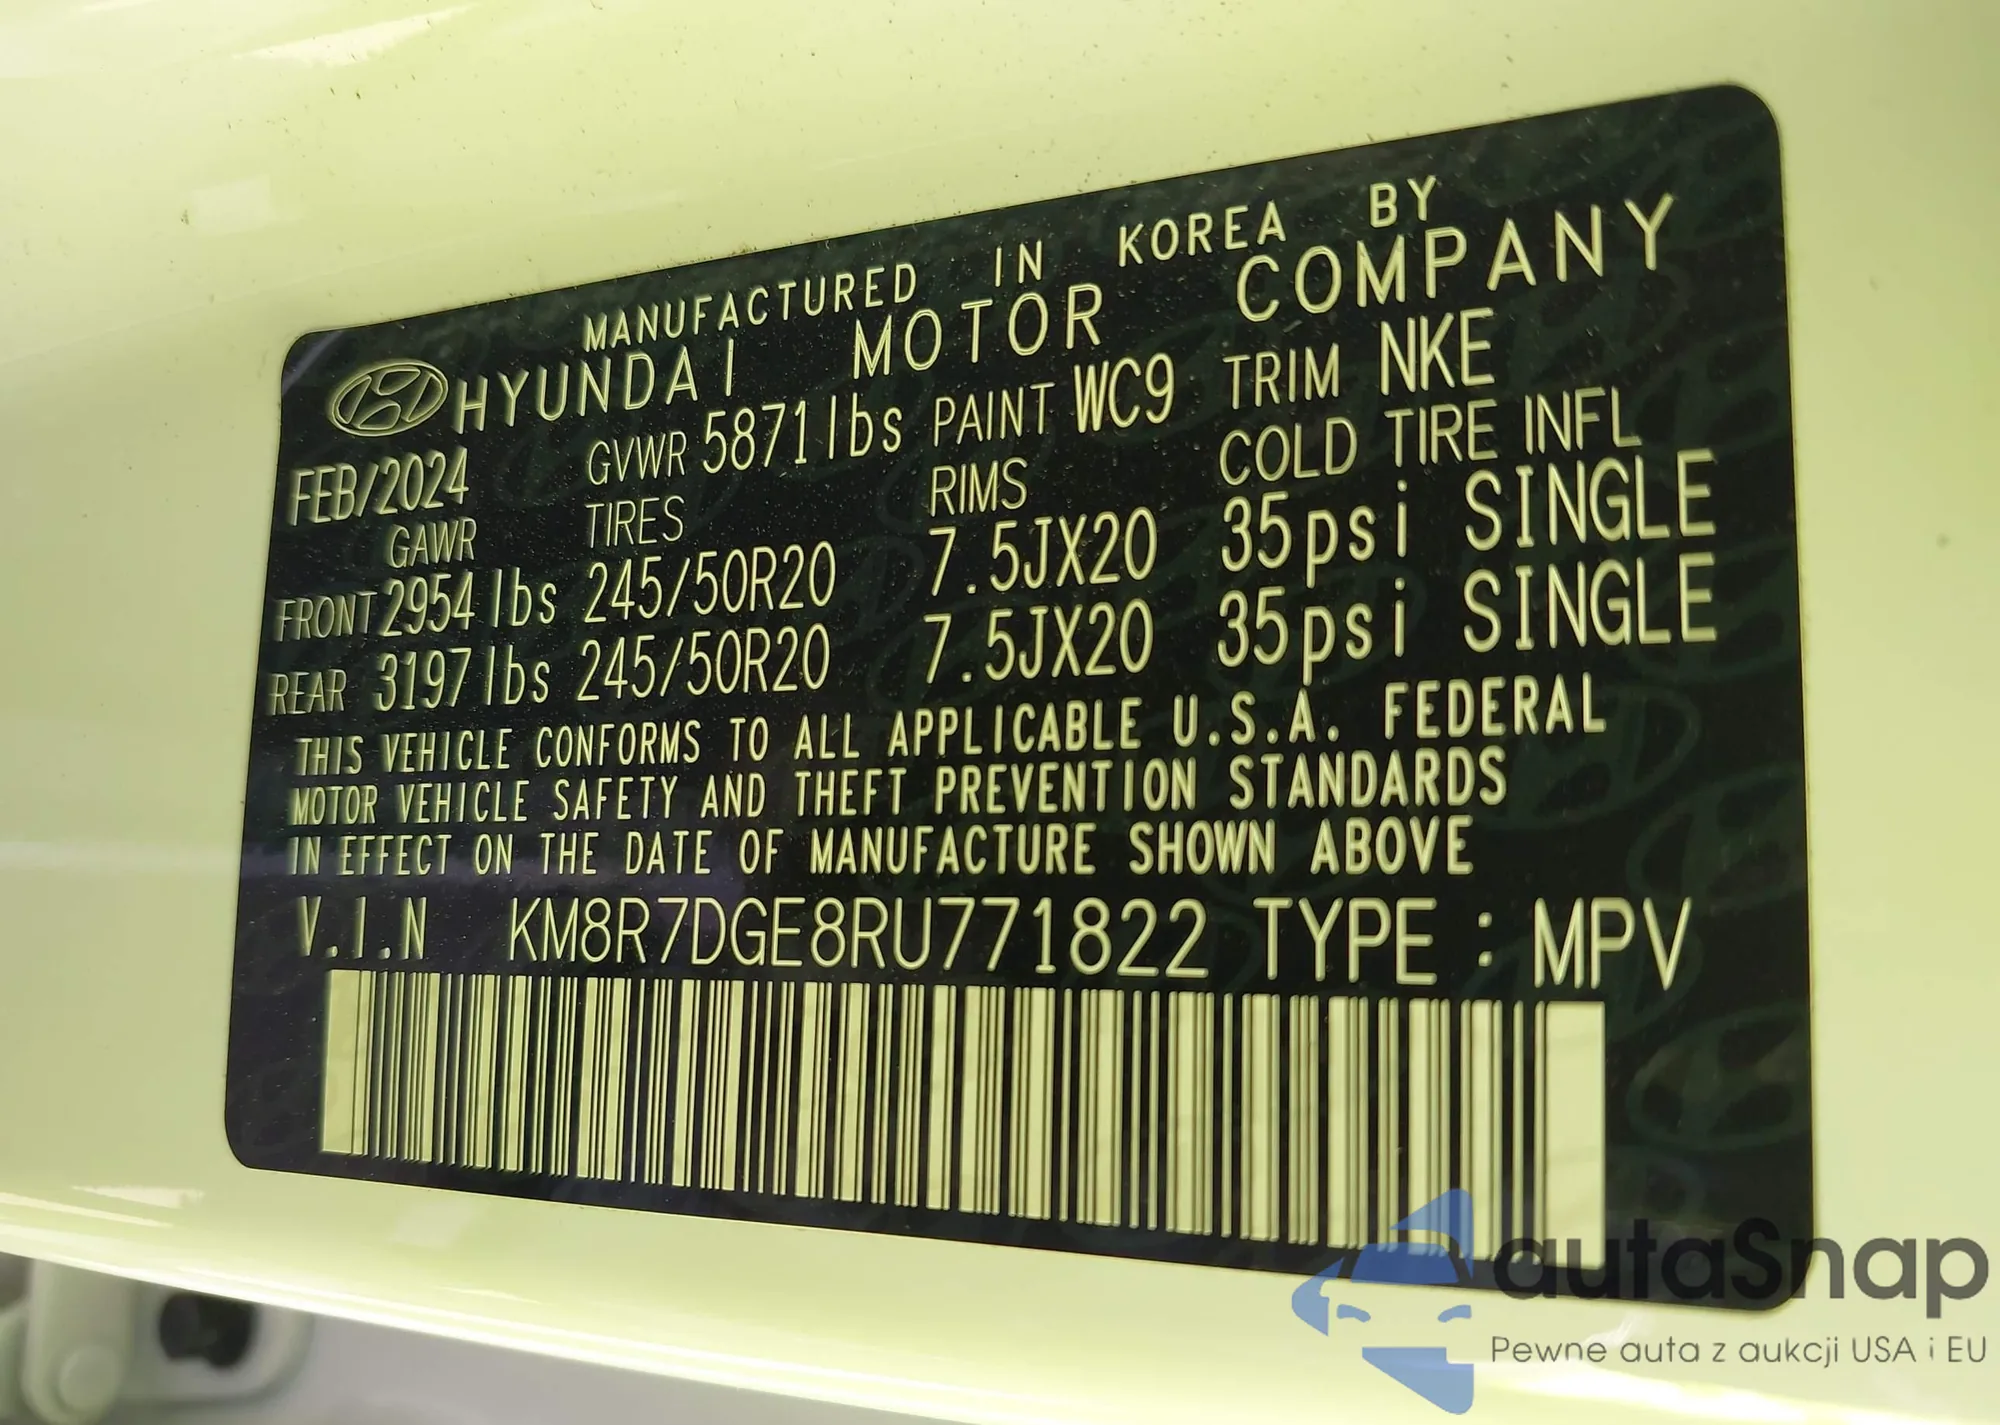 MANUFACTURED IN KOREA BY
HYUNDAI MOTOR COMPANY
FEB/2024 GVWR 5871lbs PAINT WC9 TRIM NKE
GAWR TIRES RIMS COLD TIRE INFL
FRONT 2954lbs 245/50R20 7.5JX20 35psi SINGLE
REAR 3197lbs 245/50R20 7.5JX20 35psi SINGLE
THIS VEHICLE CONFORMS TO ALL APPLICABLE U.S.A. FEDERAL
MOTOR VEHICLE SAFETY AND THEFT PREVENTION STANDARDS
IN EFFECT ON THE DATE OF MANUFACTURE SHOWN ABOVE
V.I.N KM8R7DGE8RU771822 TYPE : MPV
autaSnap
Pewne auta z aukcji USA i EU